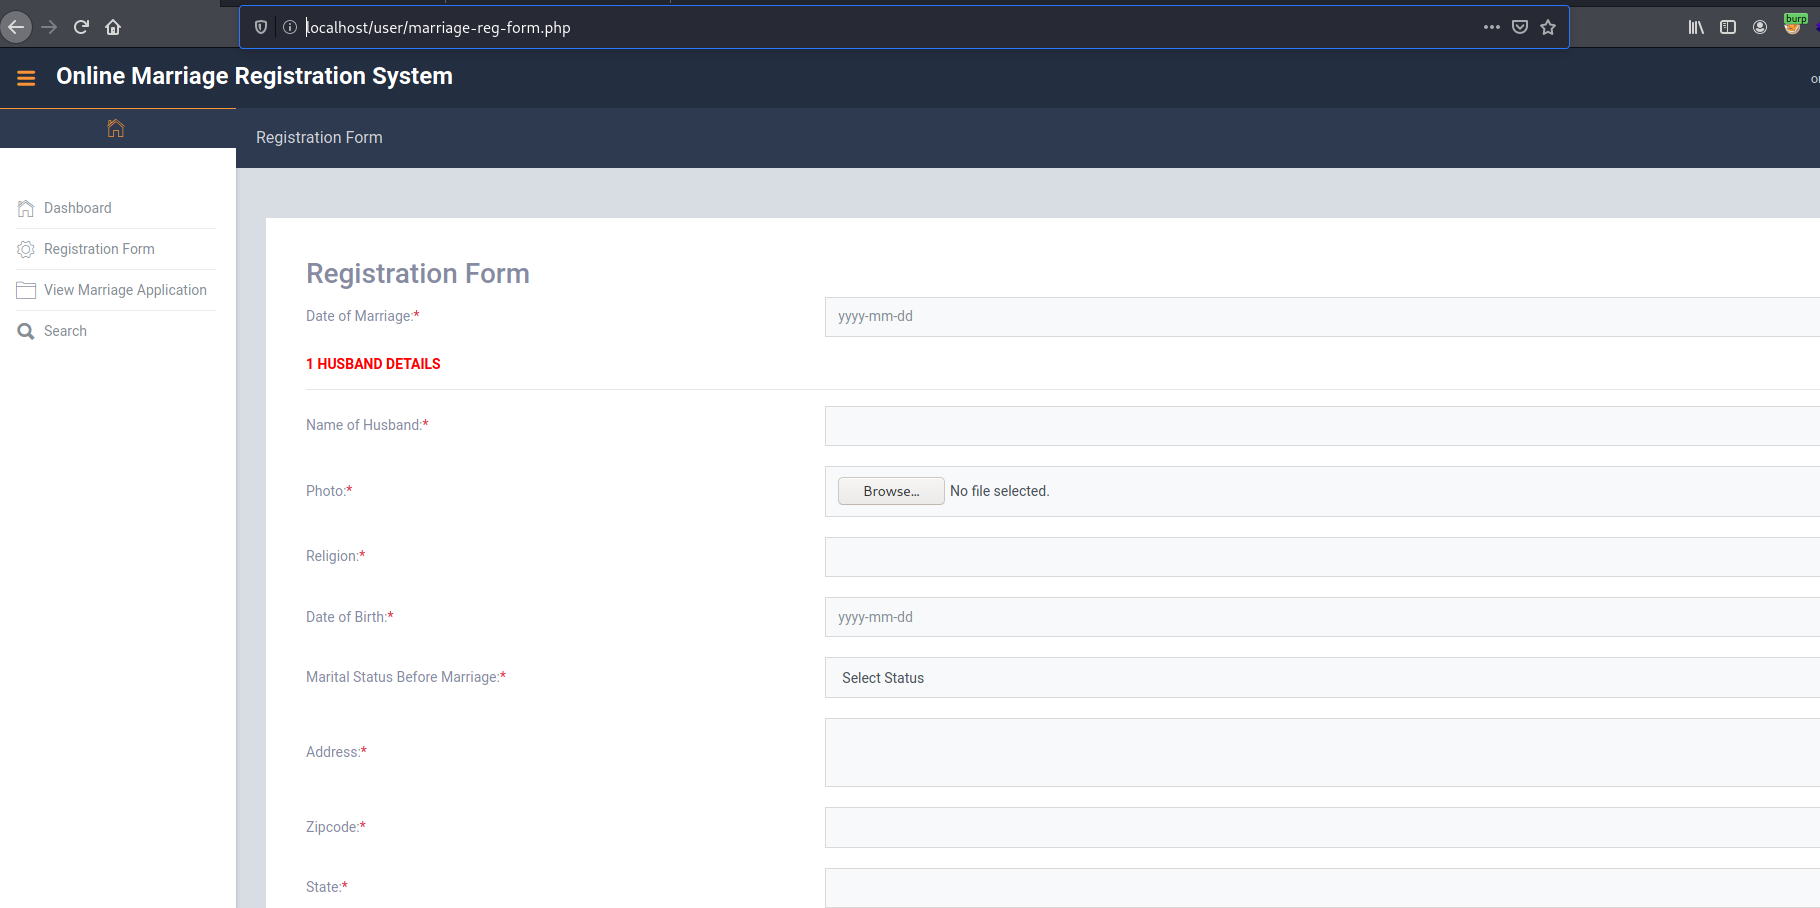 localhost/user/marriage-reg-form.php
burp
Online Marriage Registration System
Registration Form
Dashboard
Registration Form
View Marriage Application
Search
Registration Form
Date of Marriage:*
yyyy-mm-dd
1 HUSBAND DETAILS
Name of Husband:*
Photo:*
Browse... No file selected.
Religion:*
Date of Birth:*
yyyy-mm-dd
Marital Status Before Marriage:*
Select Status
Address:*
Zipcode:*
State:*